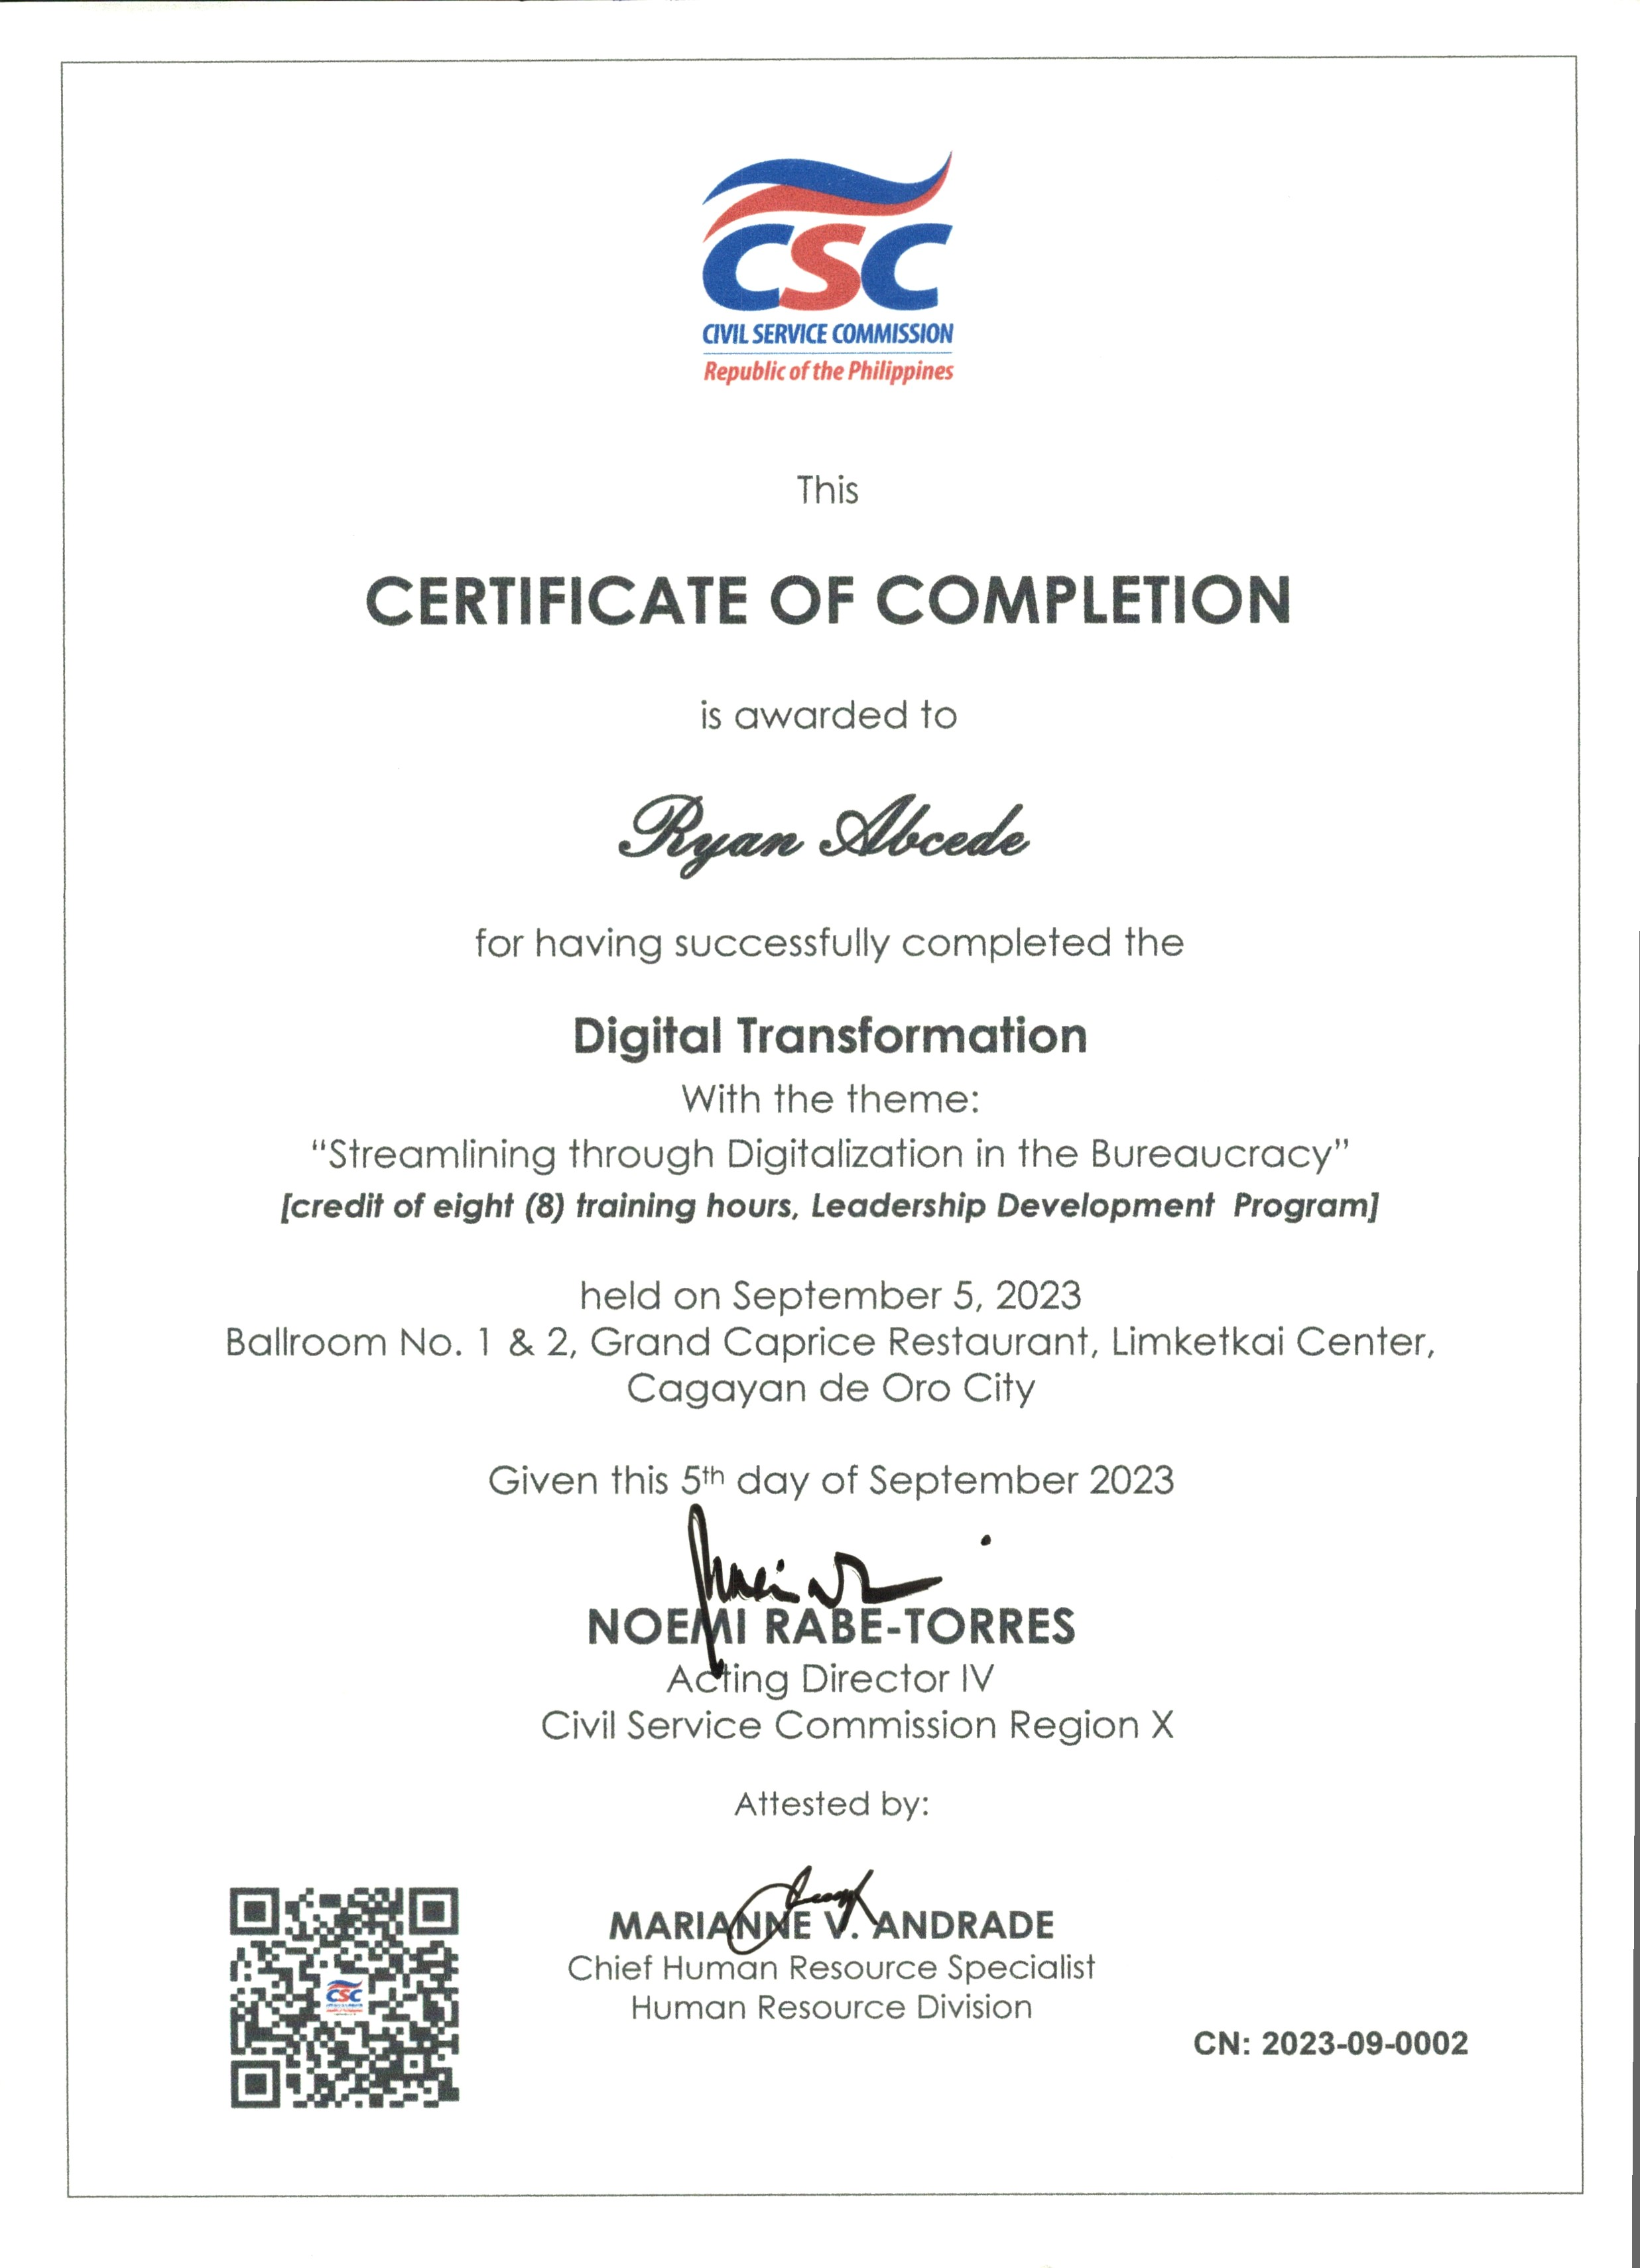 CSC
CIVIL SERVICE COMMISSION
Republic of the Philippines
This
CERTIFICATE OF COMPLETION
is awarded to
Ryan Abcede
for having successfully completed the
Digital Transformation
With the theme:
“Streamlining through Digitalization in the Bureaucracy”
[credit of eight (8) training hours, Leadership Development Program]
held on September 5, 2023
Ballroom No. 1 & 2, Grand Caprice Restaurant, Limketkai Center,
Cagayan de Oro City
Given this 5th day of September 2023
NOEMI RABE-TORRES
Acting Director IV
Civil Service Commission Region X
Attested by:
MARIANNE V. ANDRADE
Chief Human Resource Specialist
Human Resource Division
CSC
CN: 2023-09-0002